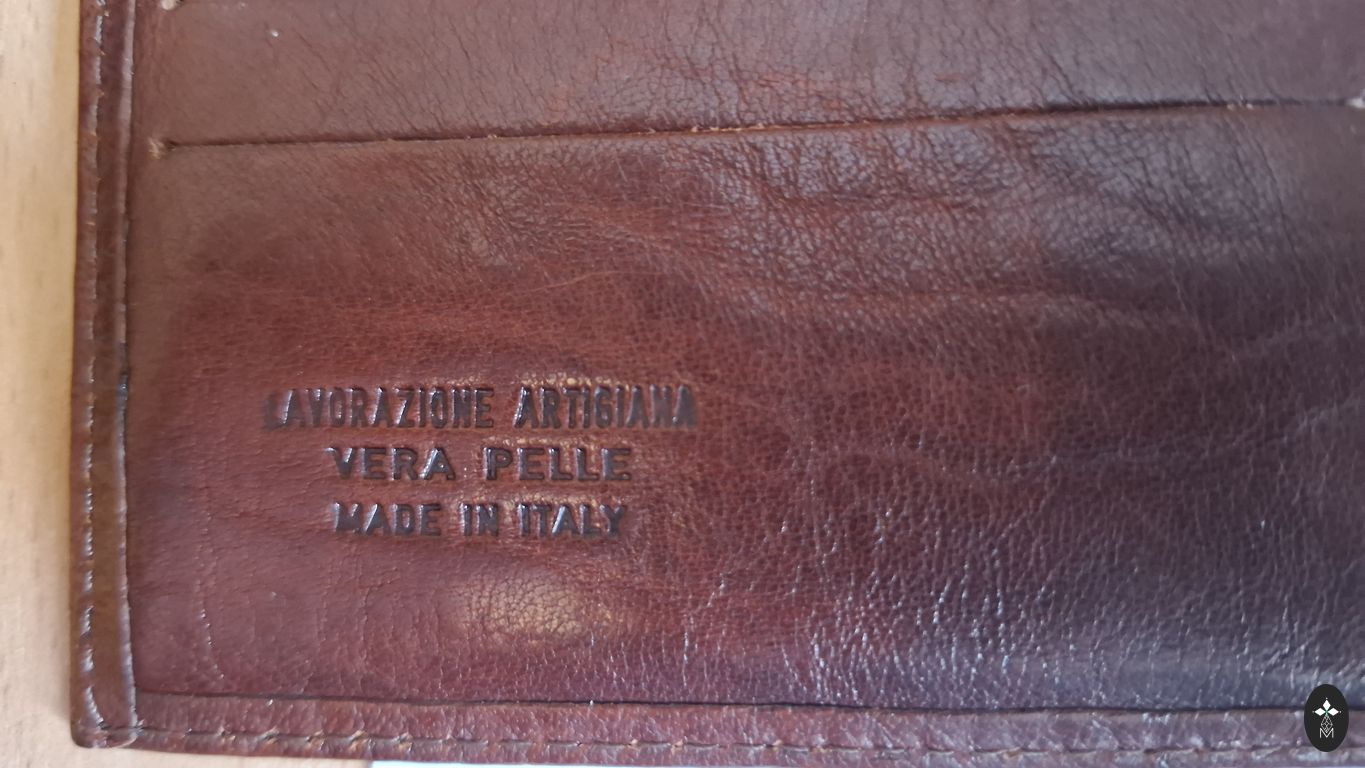 LAVORAZIONE ARTIGIANA
VERA PELLE
MADE IN ITALY
M